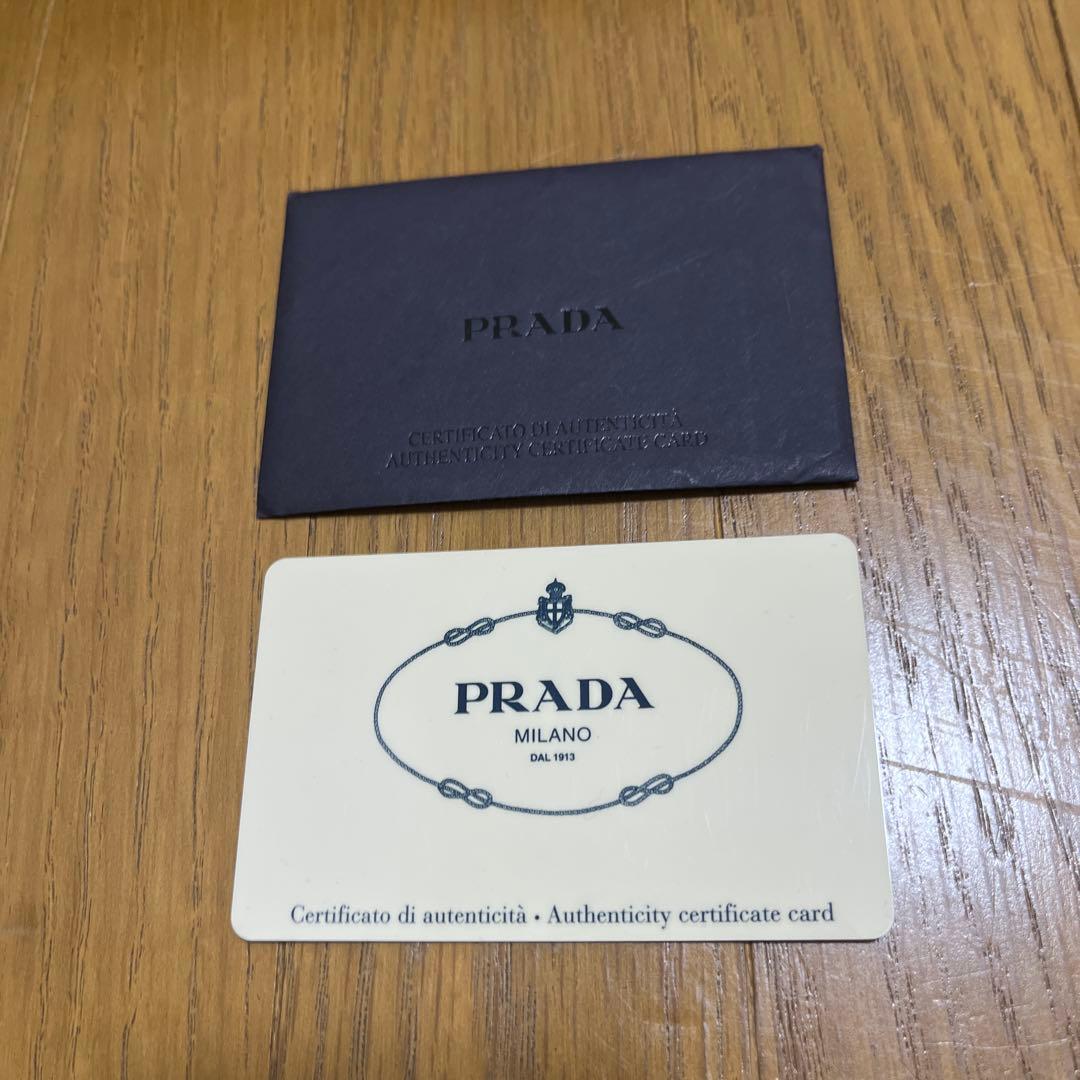 PRADA
CERTIFICATO DI AUTENTICITÀ
AUTHENTICITY CERTIFICATE CARD
PRADA
MILANO
DAL 1913
Certificato di autenticità • Authenticity certificate card